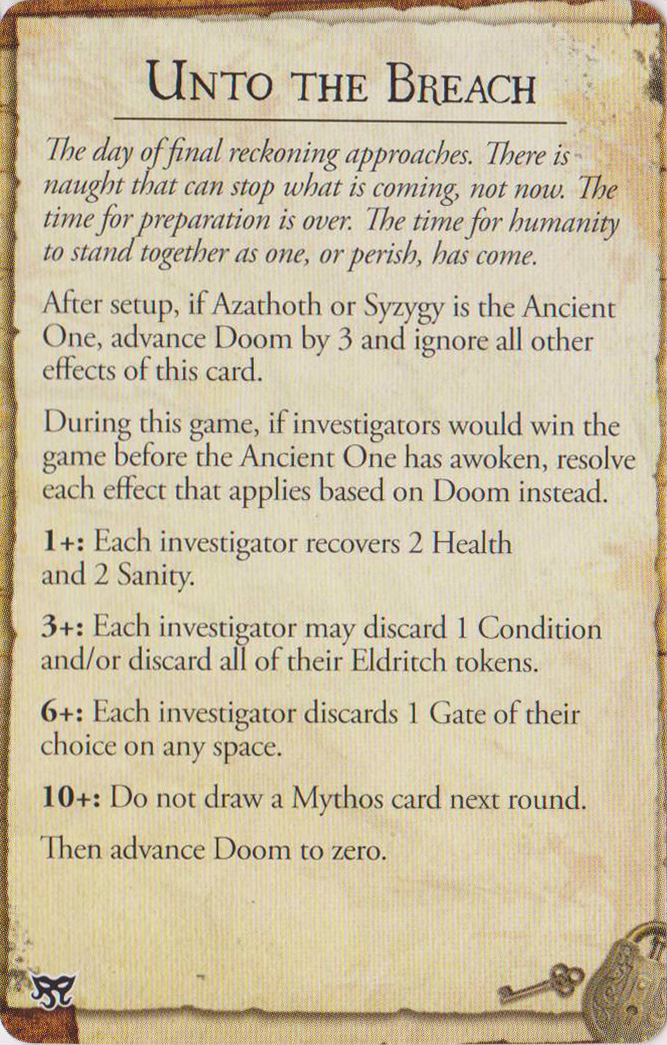 Unto the Breach
The day of final reckoning approaches. There is
naught that can stop what is coming, not now. The
time for preparation is over. The time for humanity
to stand together as one, or perish, has come.
After setup, if Azathoth or Syzygy is the Ancient
One, advance Doom by 3 and ignore all other
effects of this card.
During this game, if investigators would win the
game before the Ancient One has awoken, resolve
each effect that applies based on Doom instead.
1+: Each investigator recovers 2 Health
and 2 Sanity.
3+: Each investigator may discard 1 Condition
and/or discard all of their Eldritch tokens.
6+: Each investigator discards 1 Gate of their
choice on any space.
10+: Do not draw a Mythos card next round.
Then advance Doom to zero.